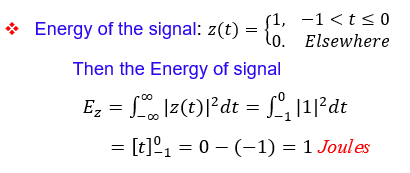 ❖ Energy of the signal: z(t) = {1, −1 < t ≤ 0
0. Elsewhere
Then the Energy of signal
E_z = ∫_{−∞}^{∞} |z(t)|² dt = ∫_{−1}^{0} |1|² dt
= [t]_{−1}^{0} = 0 − (−1) = 1 Joules